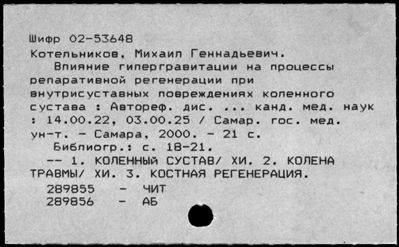 Шифр 02-53648
Котельников, Михаил Геннадьевич.
Влияние гипергравитации на процессы
репаративной регенерации при
внутрисуставных повреждениях коленного
сустава : Автореф. дис. ... канд. мед. наук
: 14.00.22, 03.00.25 / Самар. гос. мед.
ун-т. - Самара, 2000. - 21 с.
Библиогр.: с. 18-21.
-- 1. КОЛЕННЫЙ СУСТАВ/ ХИ. 2. КОЛЕНА
ТРАВМЫ/ ХИ. 3. КОСТНАЯ РЕГЕНЕРАЦИЯ.
289855 - ЧИТ
289856 - АБ